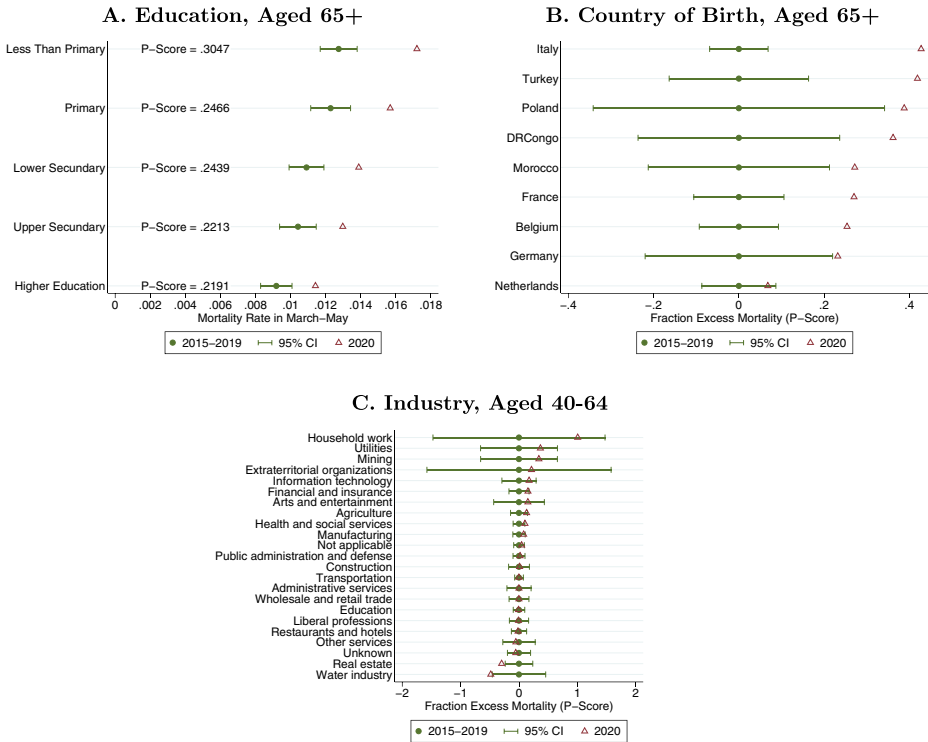 A. Education, Aged 65+
Less Than Primary
P−Score = .3047
Primary
P−Score = .2466
Lower Secundary
P−Score = .2439
Upper Secundary
P−Score = .2213
Higher Education
P−Score = .2191
0 .002 .004 .006 .008 .01 .012 .014 .016 .018
Mortality Rate in March−May
2015−2019 95% CI 2020
B. Country of Birth, Aged 65+
Italy
Turkey
Poland
DRCongo
Morocco
France
Belgium
Germany
Netherlands
−.4 −.2 0 .2 .4
Fraction Excess Mortality (P−Score)
2015−2019 95% CI 2020
C. Industry, Aged 40-64
Household work
Utilities
Mining
Extraterritorial organizations
Information technology
Financial and insurance
Arts and entertainment
Agriculture
Health and social services
Manufacturing
Not applicable
Public administration and defense
Construction
Transportation
Administrative services
Wholesale and retail trade
Education
Liberal professions
Restaurants and hotels
Other services
Unknown
Real estate
Water industry
−2 −1 0 1 2
Fraction Excess Mortality (P−Score)
2015−2019 95% CI 2020